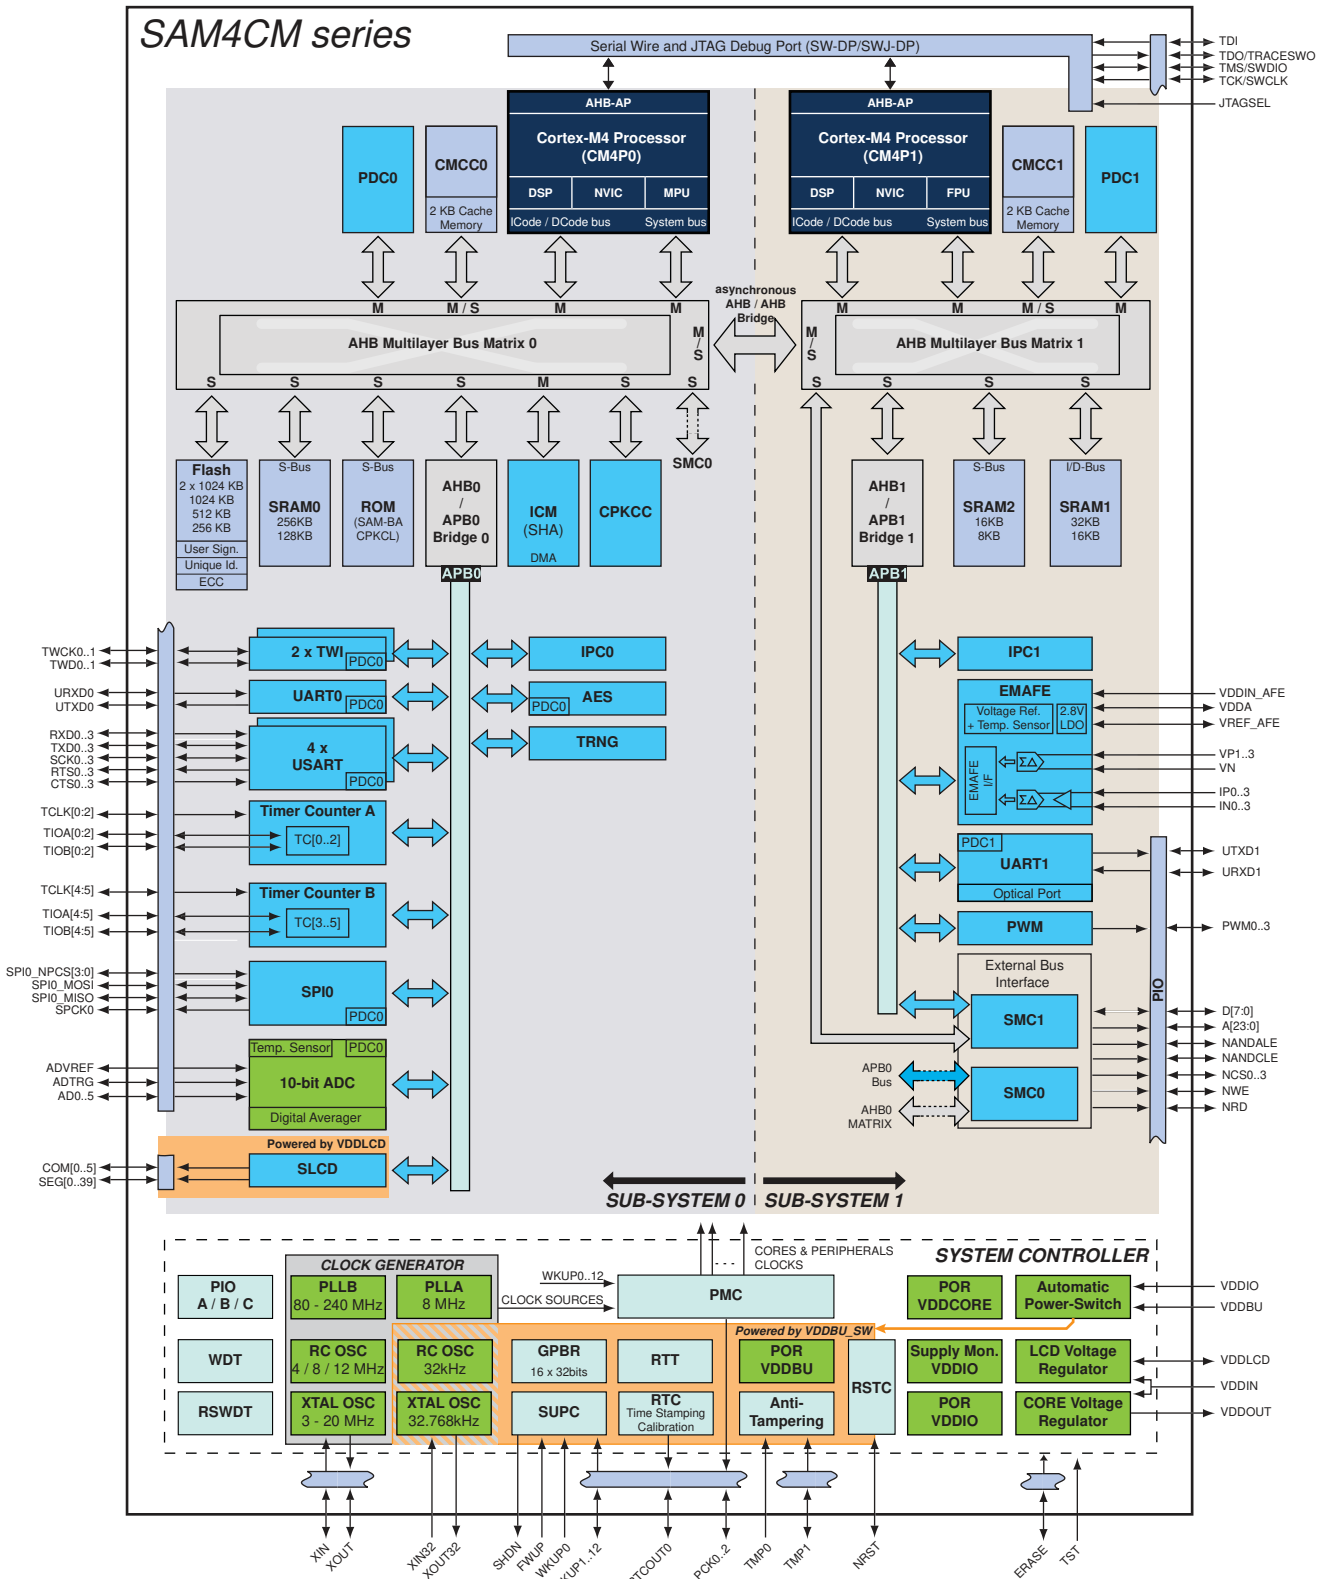 SAM4CM series
Serial Wire and JTAG Debug Port (SW-DP/SWJ-DP)
TDI
TDO/TRACESWO
TMS/SWDIO
TCK/SWCLK
JTAGSEL
PDC0
CMCC0
2 KB Cache
Memory
AHB-AP
Cortex-M4 Processor
(CM4P0)
DSP
NVIC
MPU
ICode / DCode bus
System bus
AHB-AP
Cortex-M4 Processor
(CM4P1)
DSP
NVIC
FPU
ICode / DCode bus
System bus
CMCC1
2 KB Cache
Memory
PDC1
M
M / S
M
M
AHB Multilayer Bus Matrix 0
M
/
S
S
S
S
S
M
S
S
asynchronous
AHB / AHB
Bridge
M
M
M / S
M
M
/
S
AHB Multilayer Bus Matrix 1
S
S
S
S
Flash
2 x 1024 KB
1024 KB
512 KB
256 KB
User Sign.
Unique Id.
ECC
S-Bus
SRAM0
256KB
128KB
S-Bus
ROM
(SAM-BA
CPKCL)
AHB0
/
APB0
Bridge 0
APB0
ICM
(SHA)
DMA
CPKCC
SMC0
AHB1
/
APB1
Bridge 1
APB1
S-Bus
SRAM2
16KB
8KB
I/D-Bus
SRAM1
32KB
16KB
TWCK0..1
TWD0..1
2 x TWI
PDC0
URXD0
UTXD0
UART0
PDC0
RXD0..3
TXD0..3
SCK0..3
RTS0..3
CTS0..3
4 x
USART
PDC0
TCLK[0:2]
TIOA[0:2]
TIOB[0:2]
Timer Counter A
TC[0..2]
TCLK[4:5]
TIOA[4:5]
TIOB[4:5]
Timer Counter B
TC[3..5]
SPI0_NPCS[3:0]
SPI0_MOSI
SPI0_MISO
SPCK0
SPI0
PDC0
ADVREF
ADTRG
AD0..5
Temp. Sensor
PDC0
10-bit ADC
Digital Averager
Powered by VDDLCD
COM[0..5]
SEG[0..39]
SLCD
IPC0
AES
PDC0
TRNG
IPC1
EMAFE
Voltage Ref.
+ Temp. Sensor
2.8V
LDO
EMAFE
I/F
ΣΔ
ΣΔ
VDDIN_AFE
VDDA
VREF_AFE
VP1..3
VN
IP0..3
IN0..3
PDC1
UART1
Optical Port
UTXD1
URXD1
PWM
PWM0..3
External Bus
Interface
SMC1
SMC0
APB0
Bus
AHB0
MATRIX
PIO
D[7:0]
A[23:0]
NANDALE
NANDCLE
NCS0..3
NWE
NRD
SUB-SYSTEM 0
SUB-SYSTEM 1
SYSTEM CONTROLLER
CORES & PERIPHERALS
CLOCKS
CLOCK GENERATOR
WKUP0..12
CLOCK SOURCES
PMC
PIO
A / B / C
PLLB
80 - 240 MHz
PLLA
8 MHz
POR
VDDCORE
Automatic
Power-Switch
VDDIO
VDDBU
Powered by VDDBU_SW
WDT
RC OSC
4 / 8 / 12 MHz
RC OSC
32kHz
GPBR
16 x 32bits
RTT
POR
VDDBU
RSTC
Supply Mon.
VDDIO
LCD Voltage
Regulator
VDDLCD
VDDIN
RSWDT
XTAL OSC
3 - 20 MHz
XTAL OSC
32.768kHz
SUPC
RTC
Time Stamping
Calibration
Anti-
Tampering
POR
VDDIO
CORE Voltage
Regulator
VDDOUT
XIN
XOUT
XIN32
XOUT32
SHDN
FWUP
WKUP0
KUP1..12
RTCOUT0
PCK0..2
TMP0
TMP1
NRST
ERASE
TST